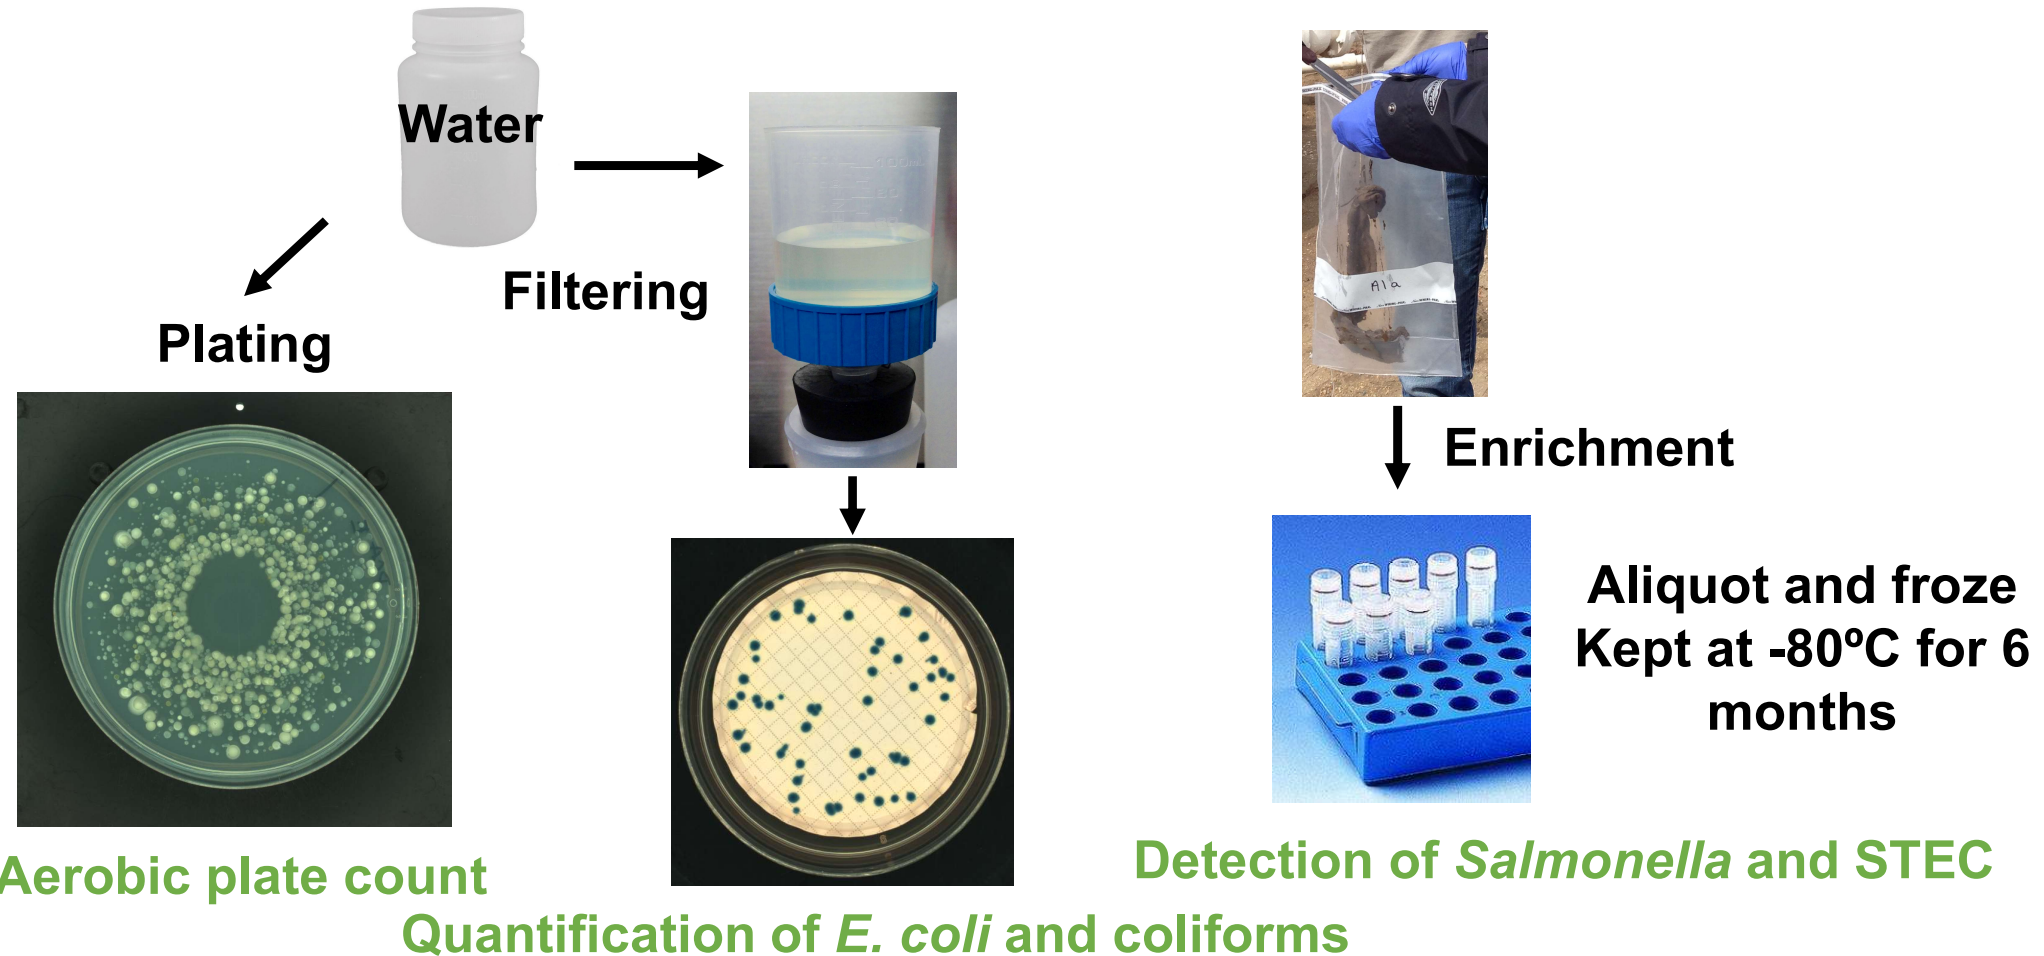 Water
Filtering
Plating
A1a
Enrichment
Aliquot and froze
Kept at -80ºC for 6
months
Aerobic plate count
Quantification of E. coli and coliforms
Detection of Salmonella and STEC